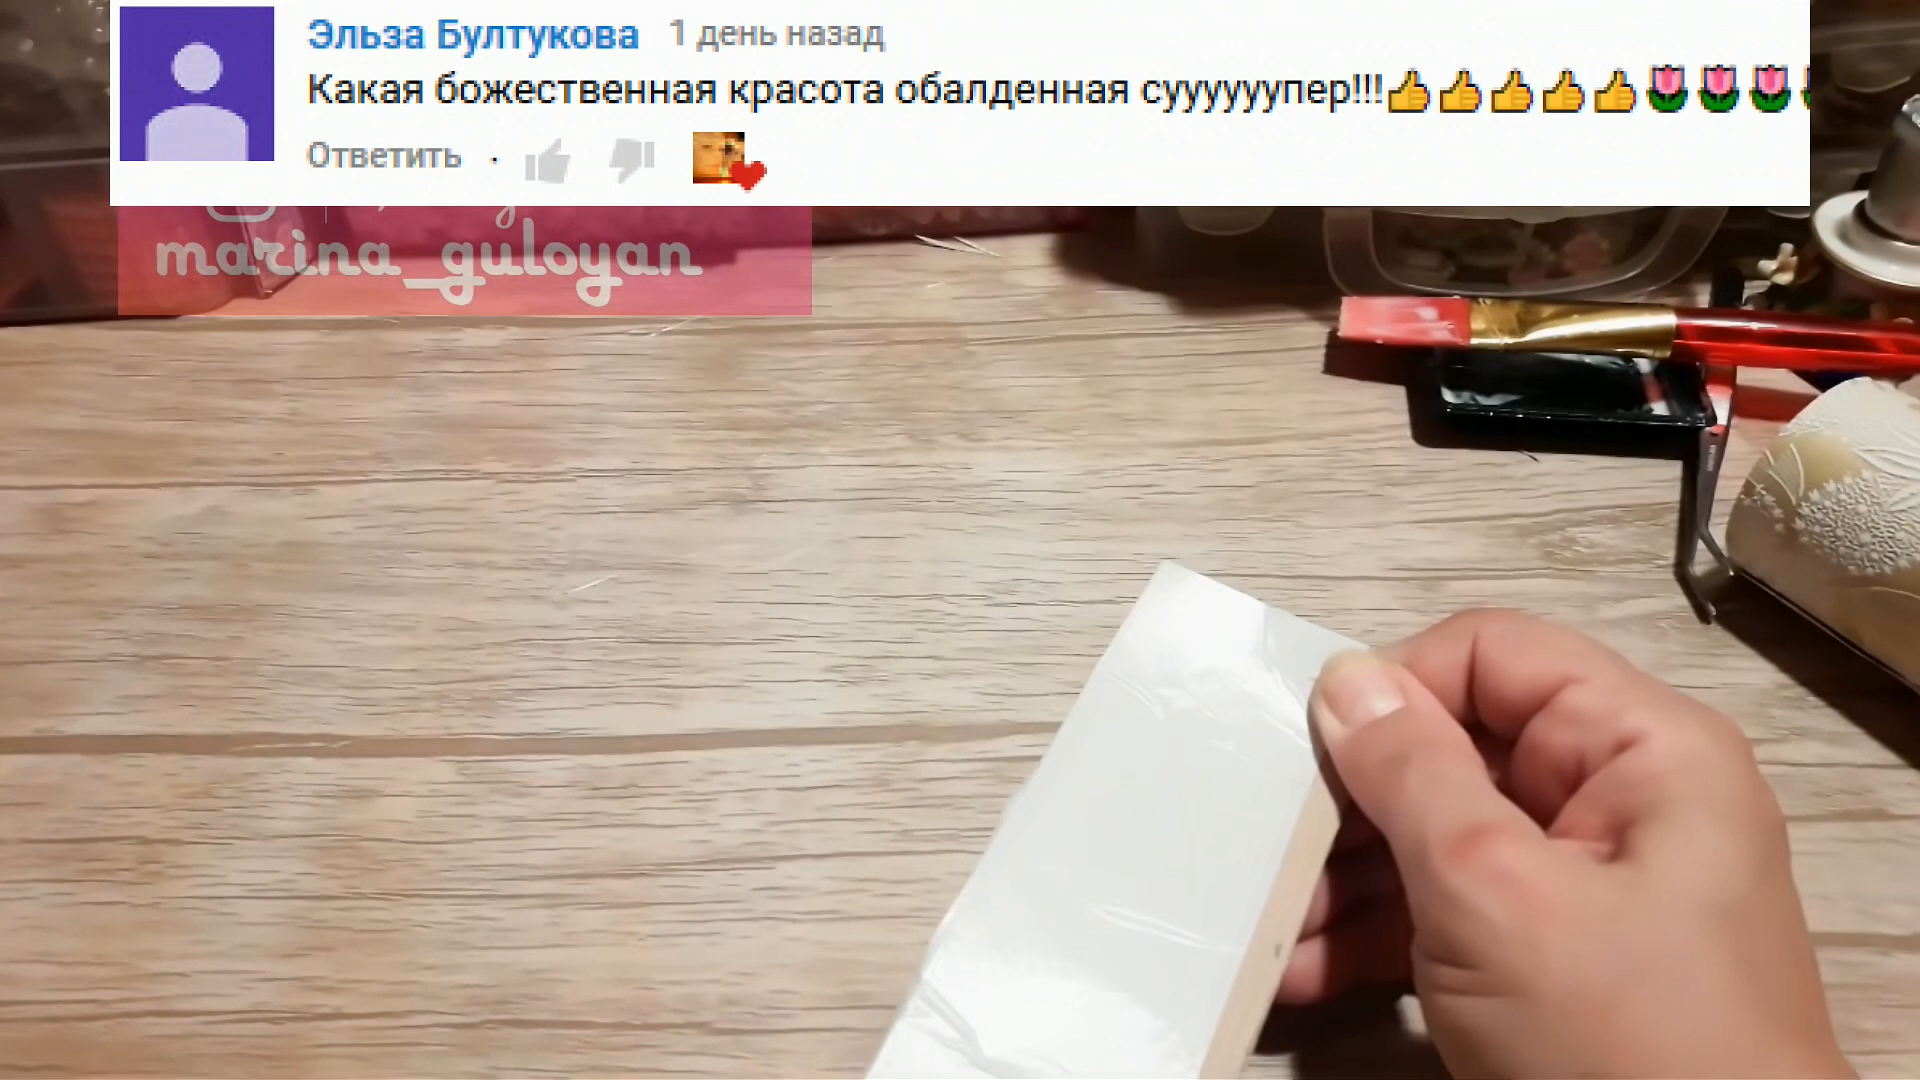 Эльза Бултукова 1 день назад
Какая божественная красота обалденная суууууупер!!!👍👍👍👍👍🌷🌷🌷
Ответить
marina_guloyan